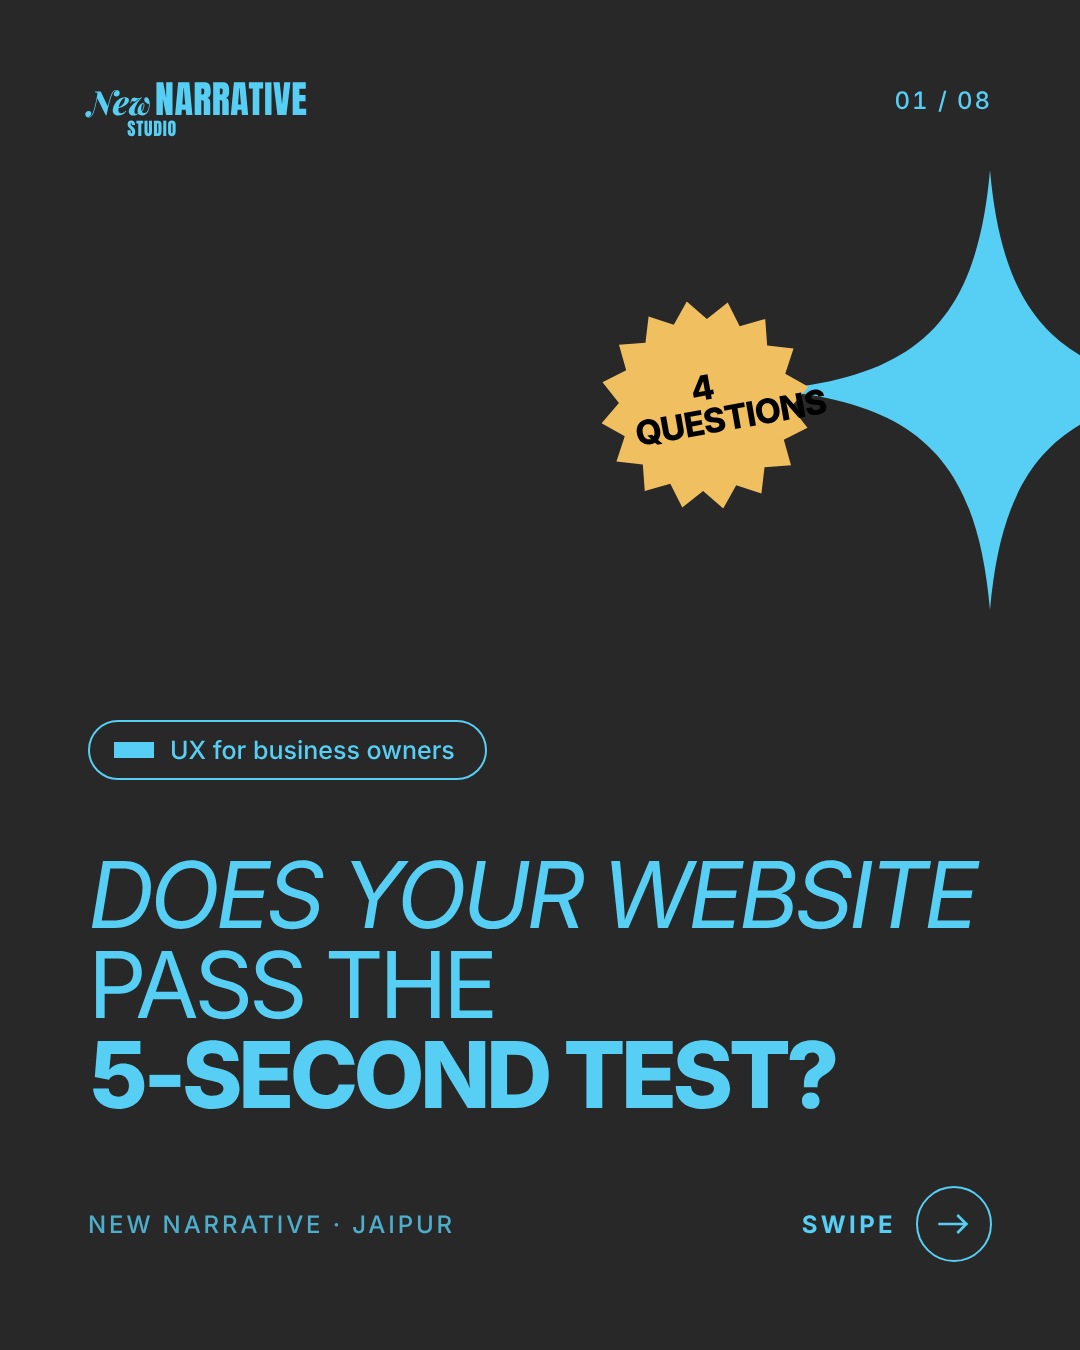 New NARRATIVE
STUDIO
01 / 08
4
QUESTIONS
UX for business owners
DOES YOUR WEBSITE
PASS THE
5-SECOND TEST?
NEW NARRATIVE · JAIPUR
SWIPE →